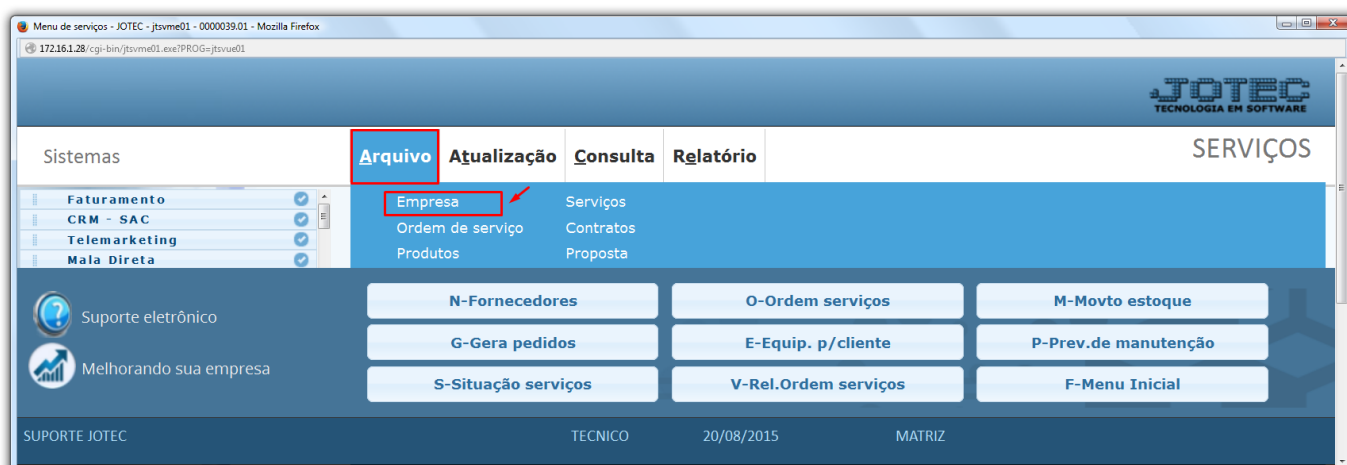 Menu de serviços - JOTEC - jtsvme01 - 0000039.01 - Mozilla Firefox
172.16.1.28/cgi-bin/jtsvme01.exe?PROG=jtsvue01
JOTEC
TECNOLOGIA EM SOFTWARE
Sistemas
Arquivo Atualização Consulta Relatório
SERVIÇOS
Faturamento
CRM - SAC
Telemarketing
Mala Direta
Empresa Serviços
Ordem de serviço Contratos
Produtos Proposta
Suporte eletrônico
Melhorando sua empresa
N-Fornecedores O-Ordem serviços M-Movto estoque
G-Gera pedidos E-Equip. p/cliente P-Prev.de manutenção
S-Situação serviços V-Rel.Ordem serviços F-Menu Inicial
SUPORTE JOTEC TECNICO 20/08/2015 MATRIZ